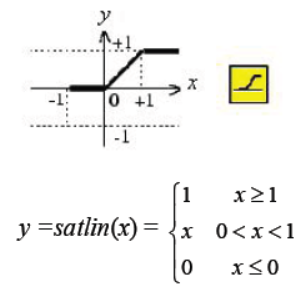 y
+1
x
-1 0 +1
-1
y =satlin(x) = { 1 x ≥ 1
x 0 < x < 1
0 x ≤ 0